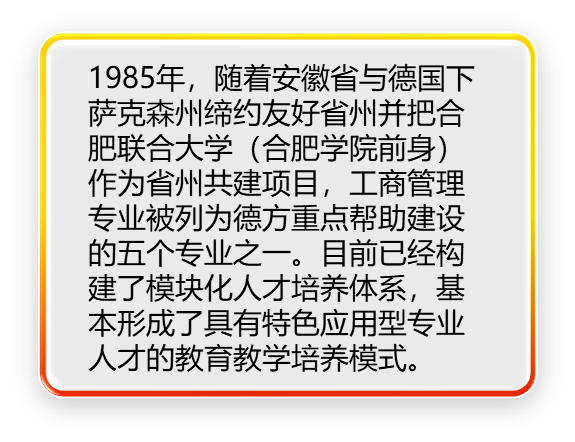 1985年，随着安徽省与德国下
萨克森州缔约友好省州并把合
肥联合大学（合肥学院前身）
作为省州共建项目，工商管理
专业被列为德方重点帮助建设
的五个专业之一。目前已经构
建了模块化人才培养体系，基
本形成了具有特色应用型专业
人才的教育教学培养模式。